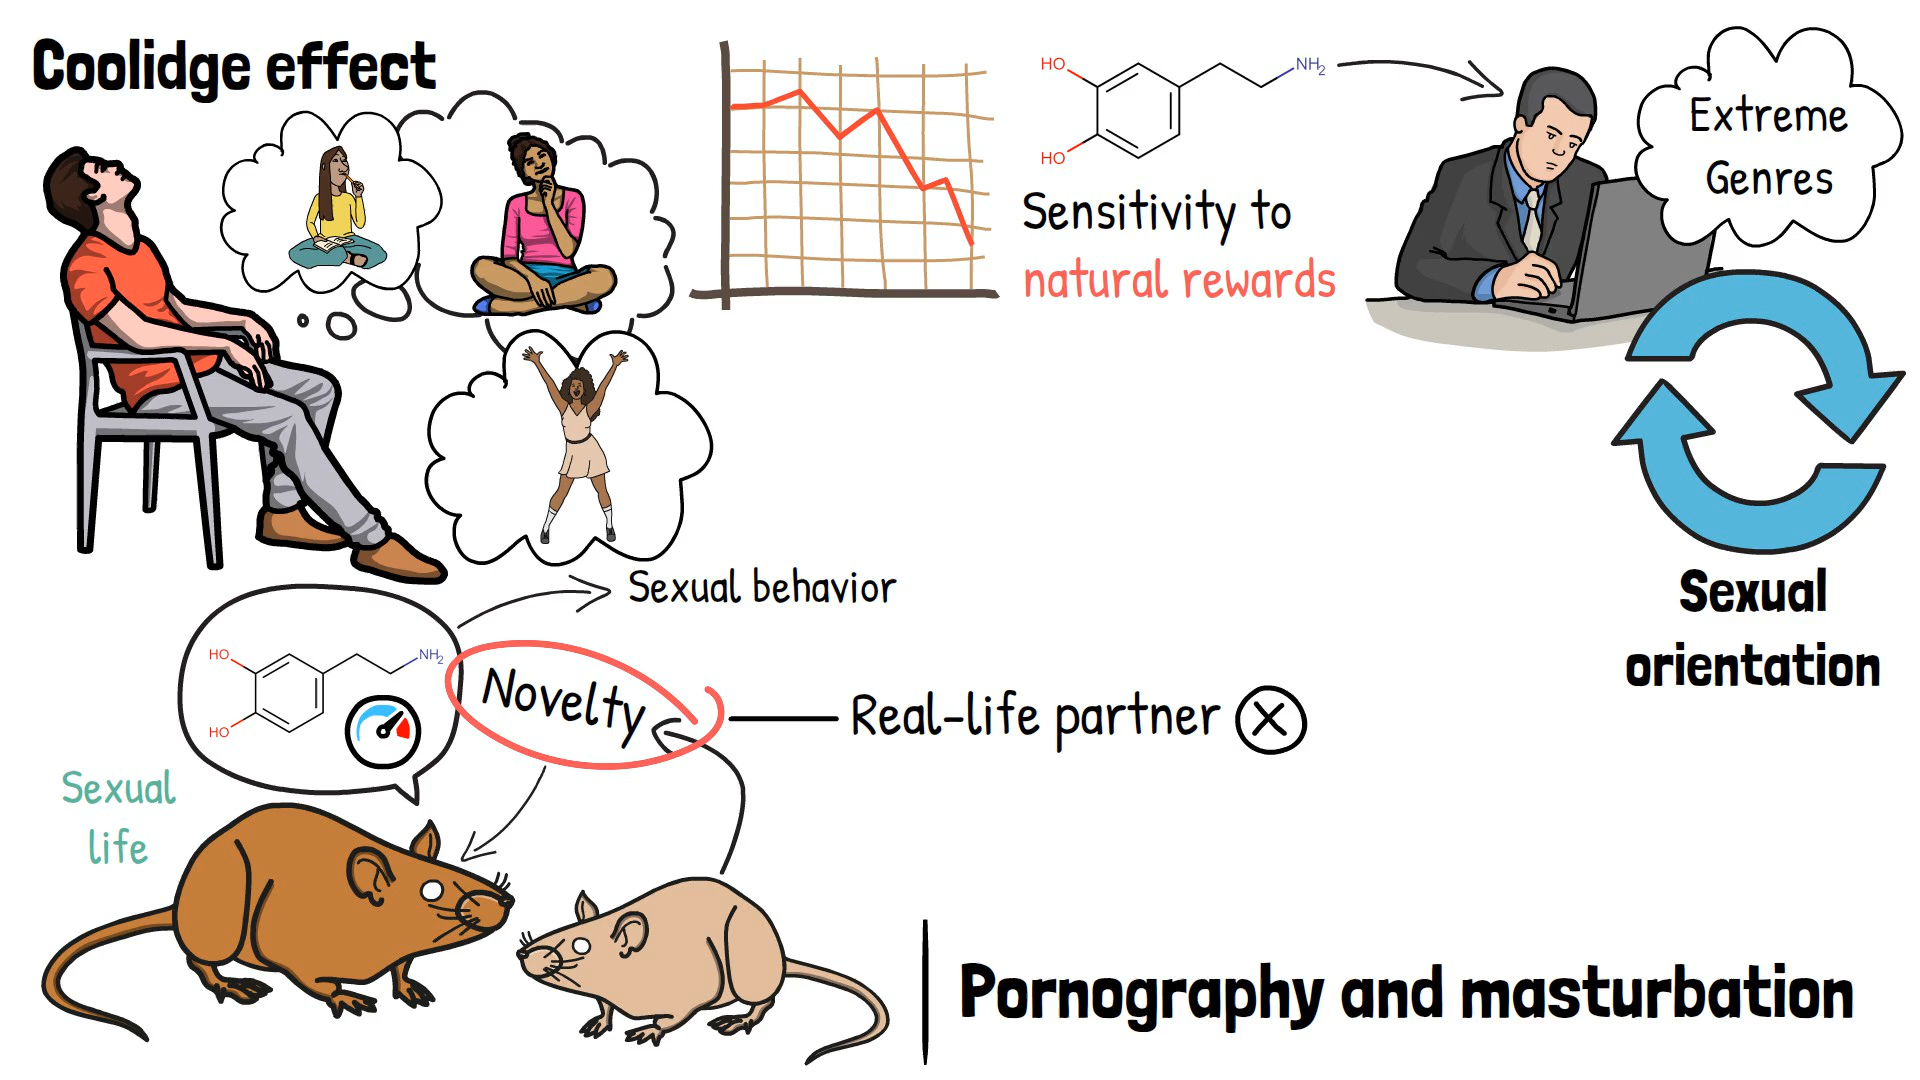 Coolidge effect
HO
NH2
HO
Sensitivity to
natural rewards
Extreme
Genres
Sexual
orientation
Sexual behavior
HO
NH2
HO
Novelty
Real-life partner
Sexual
life
Pornography and masturbation